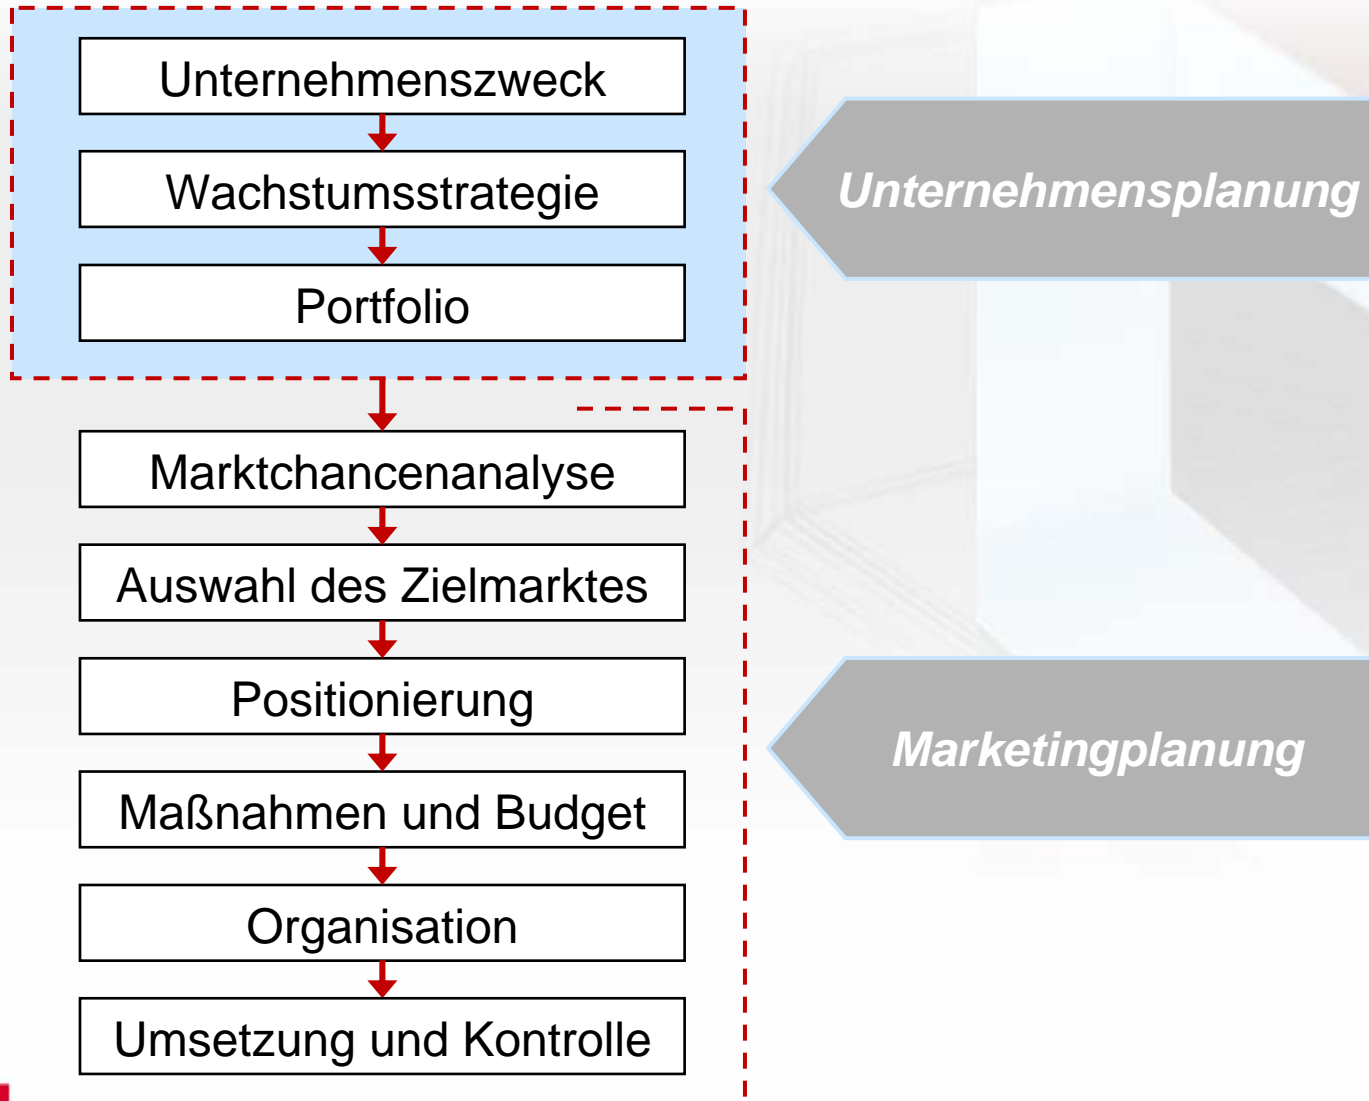 Unternehmenszweck
Wachstumsstrategie
Portfolio
Unternehmensplanung
Marktchancenanalyse
Auswahl des Zielmarktes
Positionierung
Maßnahmen und Budget
Organisation
Umsetzung und Kontrolle
Marketingplanung